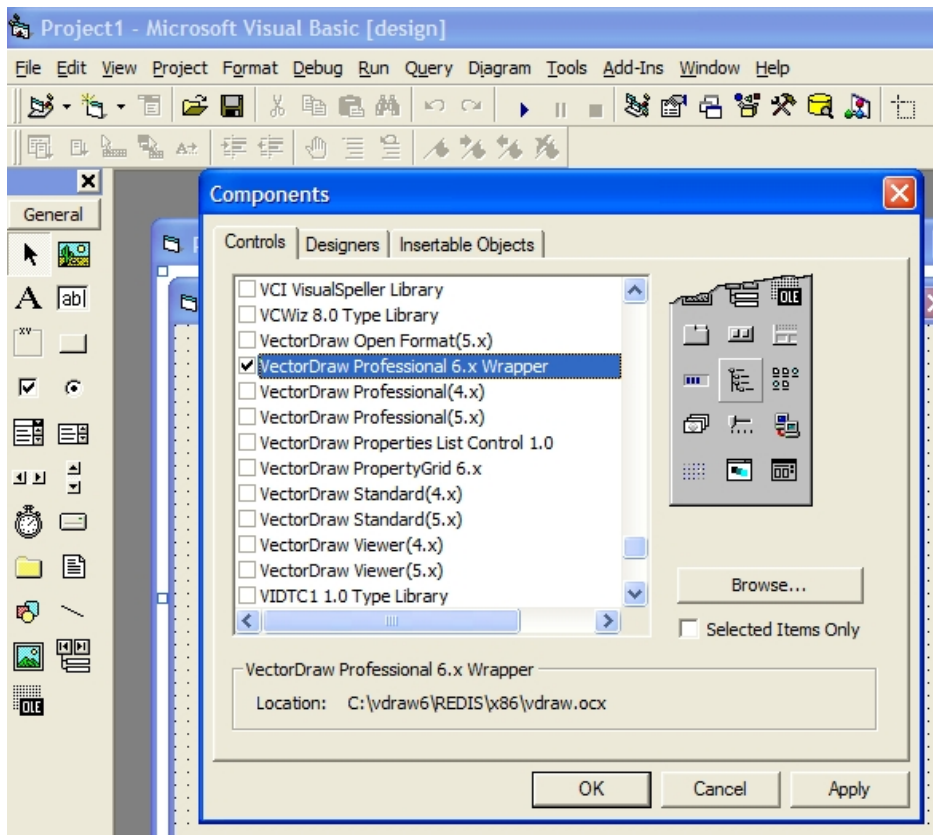 Project1 - Microsoft Visual Basic [design]
File Edit View Project Format Debug Run Query Diagram Tools Add-Ins Window Help
General
A ab|
XY
OLE
Components
Controls Designers Insertable Objects
VCI VisualSpeller Library
VCWiz 8.0 Type Library
VectorDraw Open Format(5.x)
VectorDraw Professional 6.x Wrapper
VectorDraw Professional(4.x)
VectorDraw Professional(5.x)
VectorDraw Properties List Control 1.0
VectorDraw PropertyGrid 6.x
VectorDraw Standard(4.x)
VectorDraw Standard(5.x)
VectorDraw Viewer(4.x)
VectorDraw Viewer(5.x)
VIDTC1 1.0 Type Library
OLE
Browse...
Selected Items Only
VectorDraw Professional 6.x Wrapper
Location: C:\vdraw6\REDIS\x86\vdraw.ocx
OK Cancel Apply